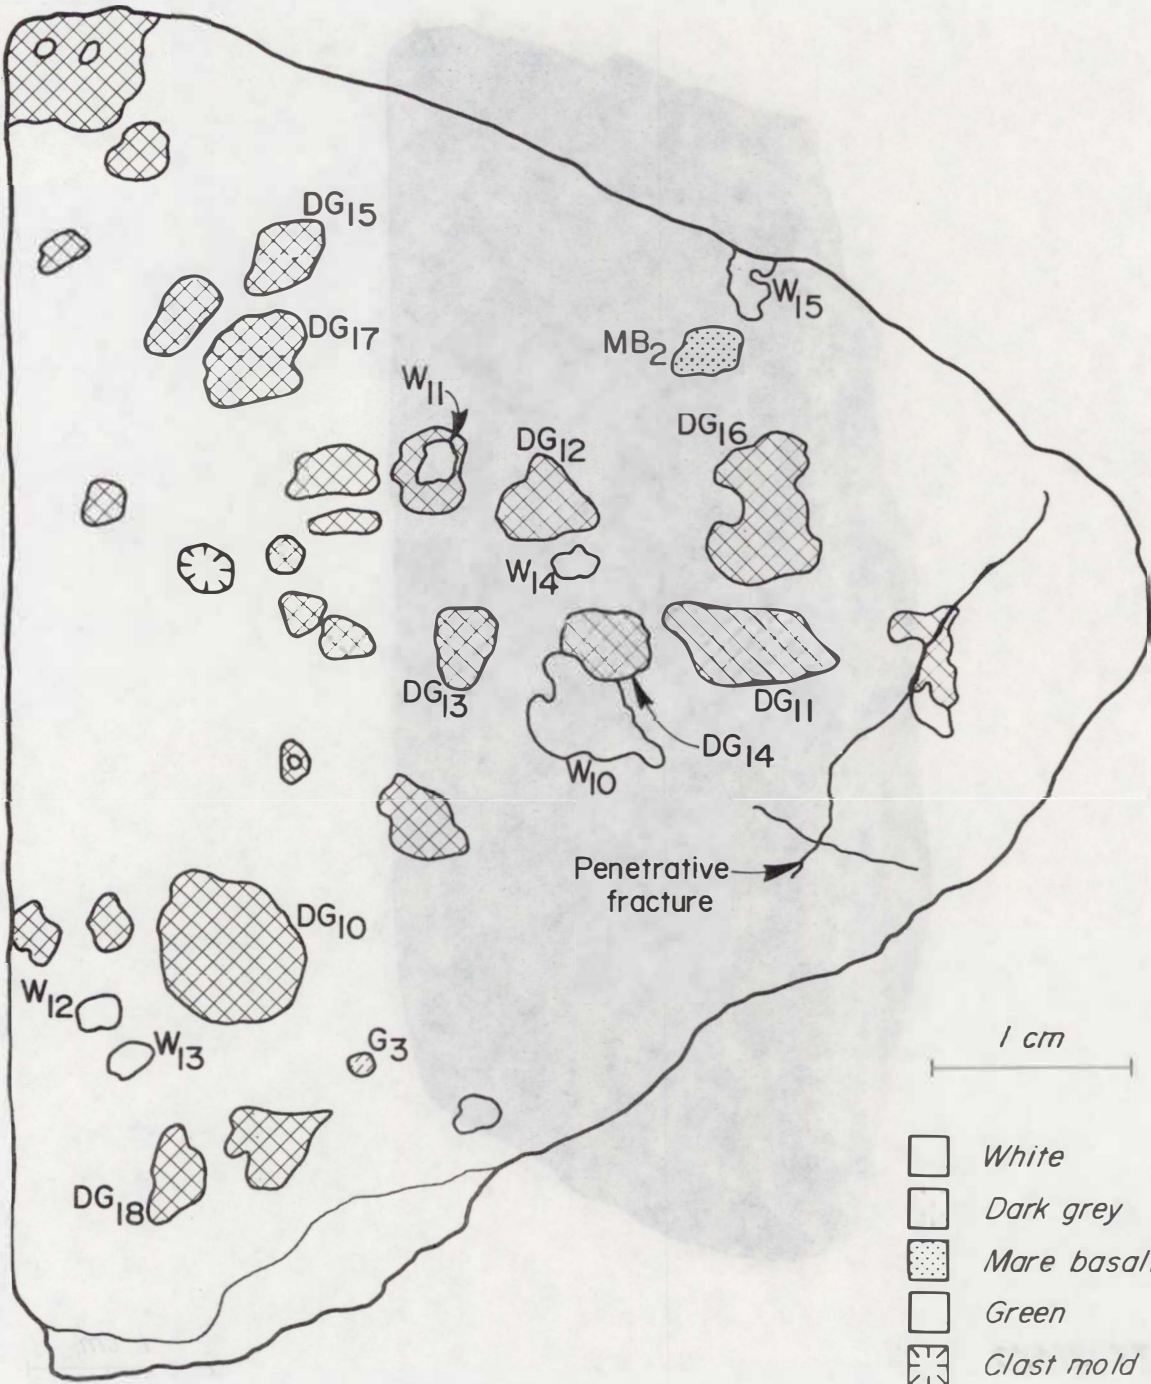 DG15
W15
DG17
MB2
W11
DG16
DG12
W14
DG13
DG11
DG14
W10
Penetrative
fracture
DG10
W12
W13
G3
1 cm
DG18
White
Dark grey
Mare basal
Green
Clast mold